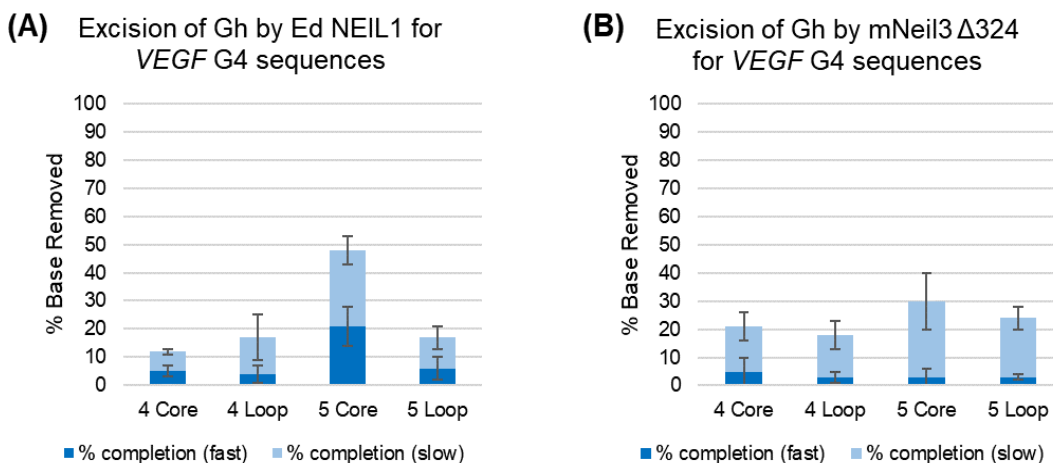 (A) Excision of Gh by Ed NEIL1 for
VEGF G4 sequences
% Base Removed
100
90
80
70
60
50
40
30
20
10
0
4 Core 4 Loop 5 Core 5 Loop
% completion (fast) % completion (slow)
(B) Excision of Gh by mNeil3 Δ324
for VEGF G4 sequences
% Base Removed
100
90
80
70
60
50
40
30
20
10
0
4 Core 4 Loop 5 Core 5 Loop
% completion (fast) % completion (slow)